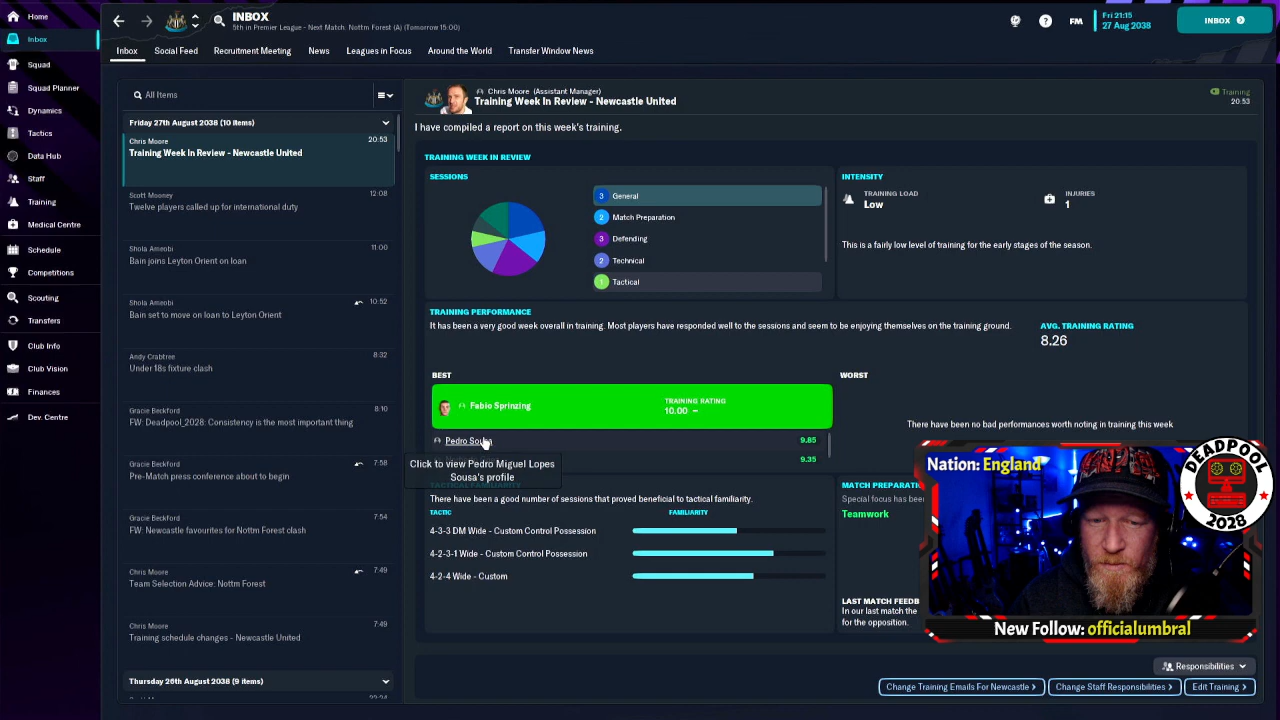 Home
Inbox
Squad
Squad Planner
Dynamics
Tactics
Data Hub
Staff
Training
Medical Centre
Schedule
Competitions
Scouting
Transfers
Club Info
Club Vision
Finances
Dev. Centre
INBOX
5th in Premier League - Next Match: Nottm Forest (A) (Tomorrow 15:00)
FM
Fri 21:15
27 Aug 2038
INBOX
Inbox
Social Feed
Recruitment Meeting
News
Leagues in Focus
Around the World
Transfer Window News
All Items
Friday 27th August 2038 (10 items)
Chris Moore 20:53
Training Week In Review - Newcastle United
Scott Mooney 12:08
Twelve players called up for international duty
Shola Ameobi 11:00
Bain joins Leyton Orient on loan
Shola Ameobi 10:52
Bain set to move on loan to Leyton Orient
Andy Crabtree 8:32
Under 18s fixture clash
Gracie Beckford 8:10
FW: Deadpool_2028: Consistency is the most important thing
Gracie Beckford 7:58
Pre-Match press conference about to begin
Gracie Beckford 7:54
FW: Newcastle favourites for Nottm Forest clash
Chris Moore 7:49
Team Selection Advice: Nottm Forest
Chris Moore 7:49
Training schedule changes - Newcastle United
Thursday 26th August 2038 (9 items)
Chris Moore (Assistant Manager)
Training Week In Review - Newcastle United
Training
20:53
I have compiled a report on this week's training.
TRAINING WEEK IN REVIEW
SESSIONS
3 General
2 Match Preparation
3 Defending
2 Technical
1 Tactical
INTENSITY
TRAINING LOAD
Low
INJURIES
1
This is a fairly low level of training for the early stages of the season.
TRAINING PERFORMANCE
It has been a very good week overall in training. Most players have responded well to the sessions and seem to be enjoying themselves on the training ground.
AVG. TRAINING RATING
8.26
BEST
Fabio Sprinzing
TRAINING RATING
10.00 –
Pedro Sousa 9.85
9.35
Click to view Pedro Miguel Lopes
Sousa's profile
WORST
There have been no bad performances worth noting in training this week
TACTICAL FAMILIARITY
There have been a good number of sessions that proved beneficial to tactical familiarity.
TACTIC FAMILIARITY
4-3-3 DM Wide - Custom Control Possession
4-2-3-1 Wide - Custom Control Possession
4-2-4 Wide - Custom
MATCH PREPARATI
Special focus has bee
Teamwork
LAST MATCH FEEDB
In our last match the
for the opposition.
Nation: England
DEADPOOL
2028
New Follow: officialumbral
Responsibilities
Change Training Emails For Newcastle
Change Staff Responsibilities
Edit Training